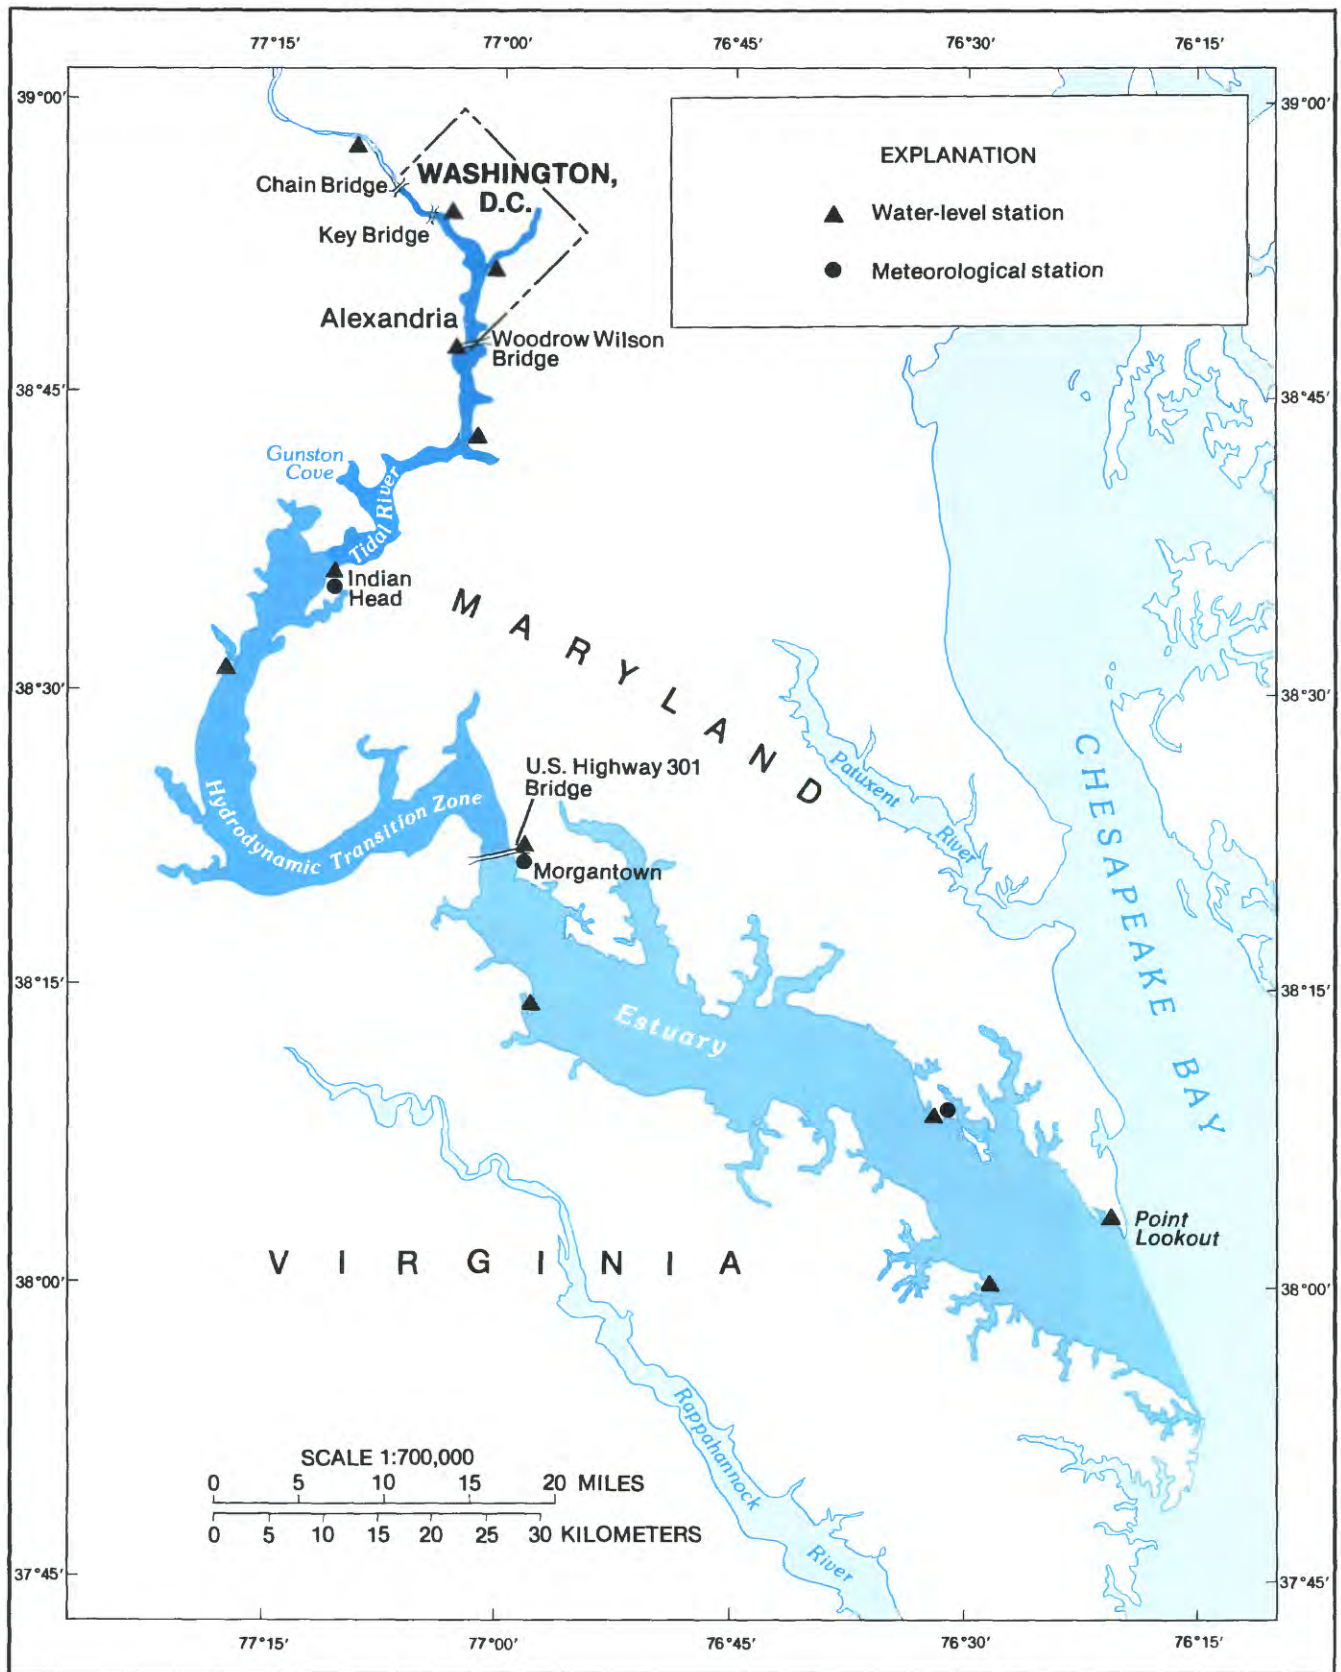 77°15′ 77°00′ 76°45′ 76°30′ 76°15′
39°00′ 39°00′
EXPLANATION
Water-level station
Meteorological station
WASHINGTON,
D.C.
Chain Bridge
Key Bridge
Alexandria
Woodrow Wilson
Bridge
38°45′ 38°45′
Gunston
Cove
Tidal River
Indian
Head
MARYLAND
38°30′ 38°30′
Patuxent
River
CHESAPEAKE BAY
U.S. Highway 301
Bridge
Hydrodynamic Transition Zone
Morgantown
38°15′ 38°15′
Estuary
Point
Lookout
VIRGINIA
38°00′ 38°00′
Rappahannock
River
SCALE 1:700,000
0 5 10 15 20 MILES
0 5 10 15 20 25 30 KILOMETERS
37°45′ 37°45′
77°15′ 77°00′ 76°45′ 76°30′ 76°15′